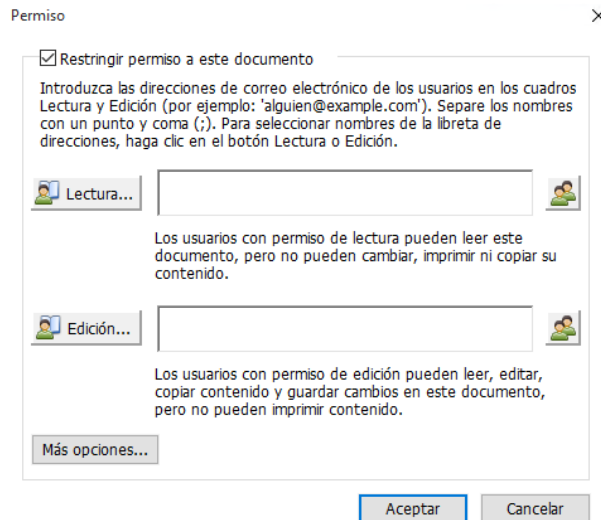 Permiso
Restringir permiso a este documento
Introduzca las direcciones de correo electrónico de los usuarios en los cuadros
Lectura y Edición (por ejemplo: 'alguien@example.com'). Separe los nombres
con un punto y coma (;). Para seleccionar nombres de la libreta de
direcciones, haga clic en el botón Lectura o Edición.
Lectura...
Los usuarios con permiso de lectura pueden leer este
documento, pero no pueden cambiar, imprimir ni copiar su
contenido.
Edición...
Los usuarios con permiso de edición pueden leer, editar,
copiar contenido y guardar cambios en este documento,
pero no pueden imprimir contenido.
Más opciones...
Aceptar Cancelar